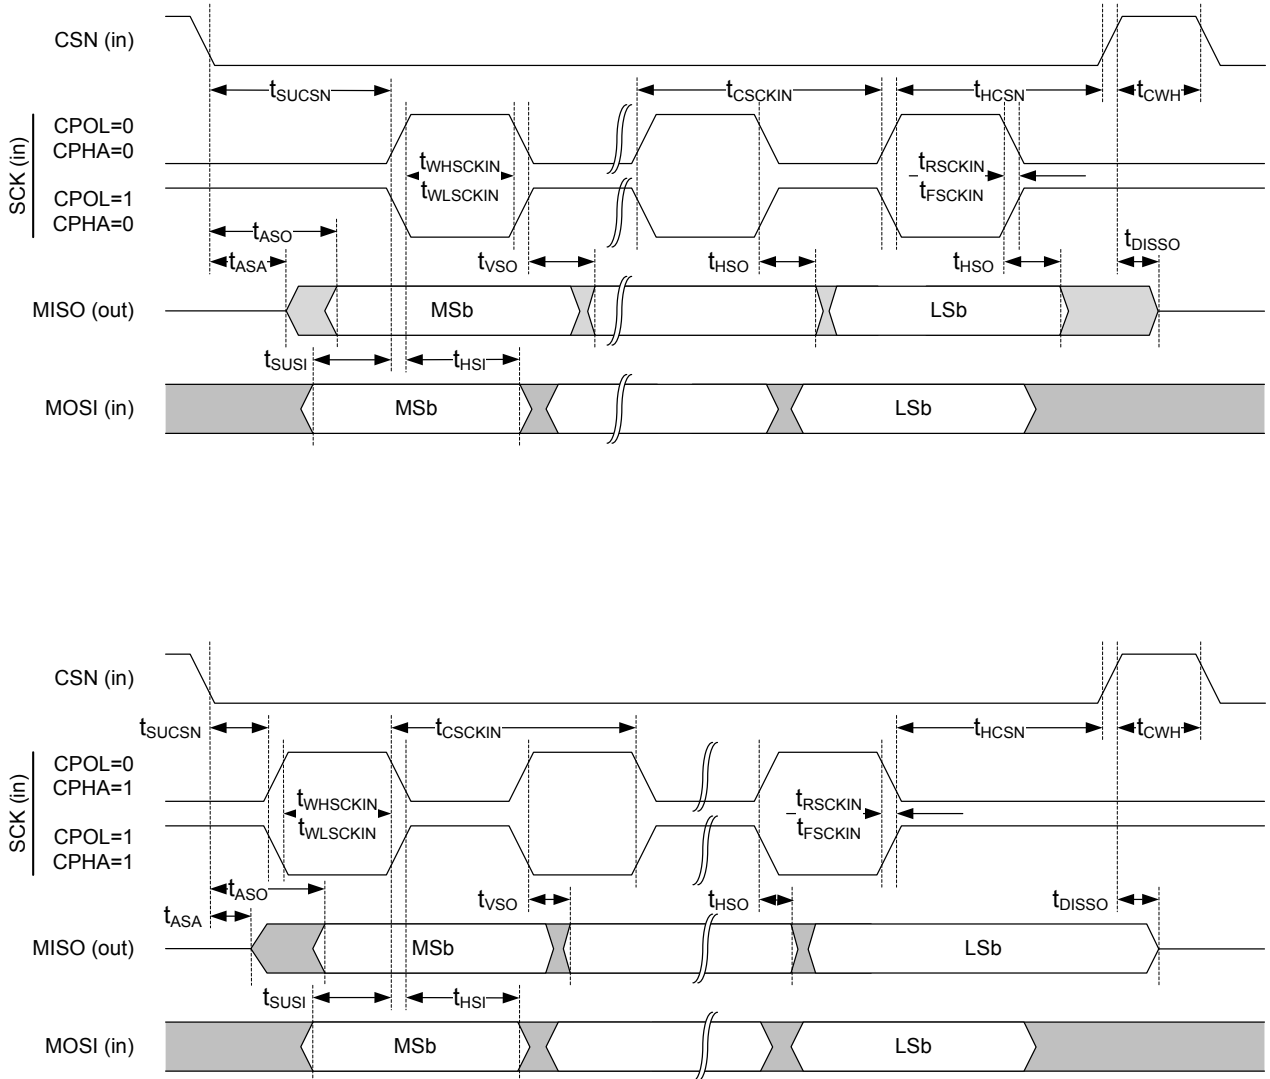 CSN (in)
tSUCSN
tCSCKIN
tHCSN
tCWH
SCK (in)
CPOL=0
CPHA=0
tWHSCKIN
tRSCKIN
tWLSCKIN
tFSCKIN
CPOL=1
CPHA=0
tASO
tASA
tVSO
tHSO
tHSO
tDISSO
MISO (out)
MSb
LSb
tSUSI
tHSI
MOSI (in)
MSb
LSb
CSN (in)
tSUCSN
tCSCKIN
tHCSN
tCWH
SCK (in)
CPOL=0
CPHA=1
tWHSCKIN
tRSCKIN
tWLSCKIN
tFSCKIN
CPOL=1
CPHA=1
tASO
tASA
tVSO
tHSO
tDISSO
MISO (out)
MSb
LSb
tSUSI
tHSI
MOSI (in)
MSb
LSb